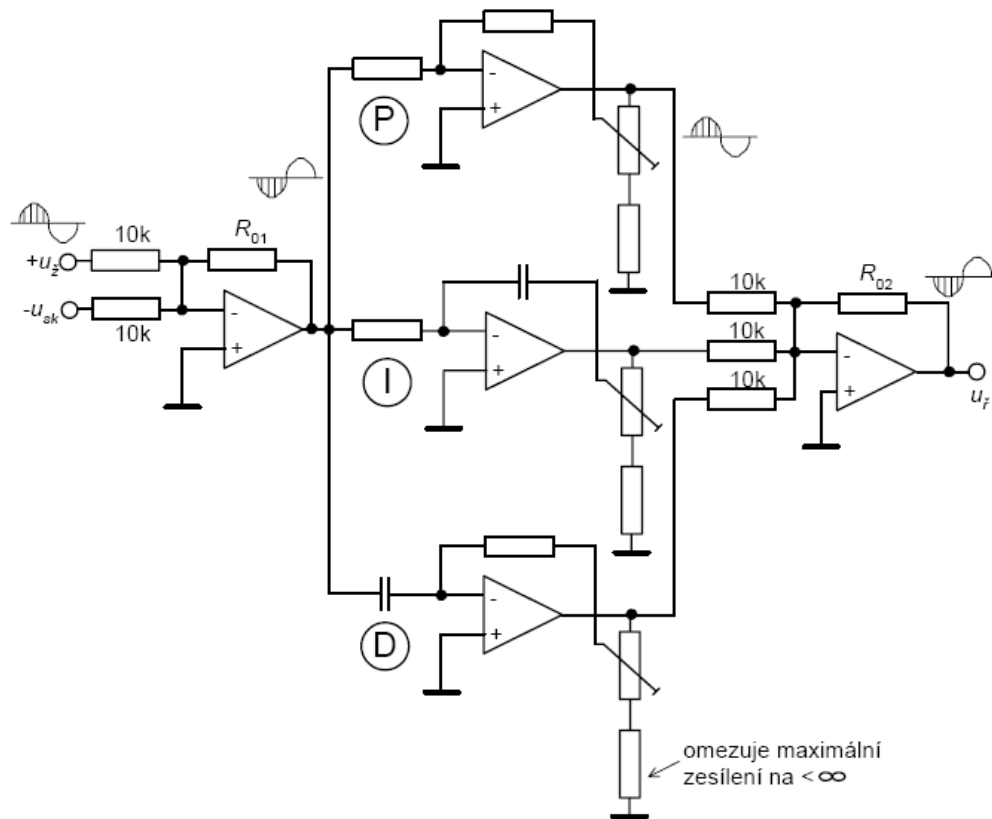 P
10k
R01
+už
-usk
10k
-
+
-
+
I
-
+
10k
10k
10k
R02
-
+
uř
D
-
+
omezuje maximální
zesílení na < ∞